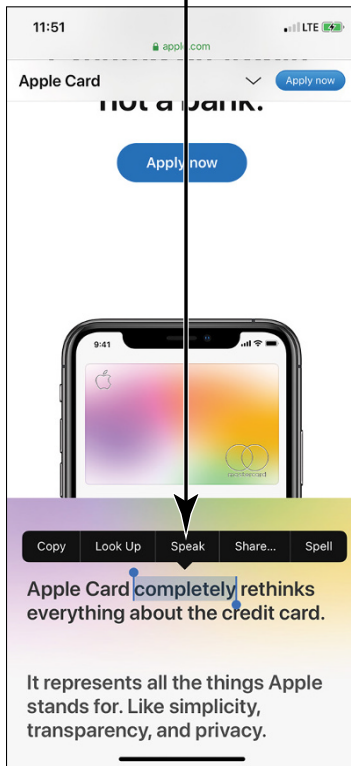 11:51
LTE
apple.com
Apple Card
Apply now
not a bank.
Apply now
9:41
mastercard
Copy Look Up Speak Share... Spell
Apple Card completely rethinks
everything about the credit card.
It represents all the things Apple
stands for. Like simplicity,
transparency, and privacy.